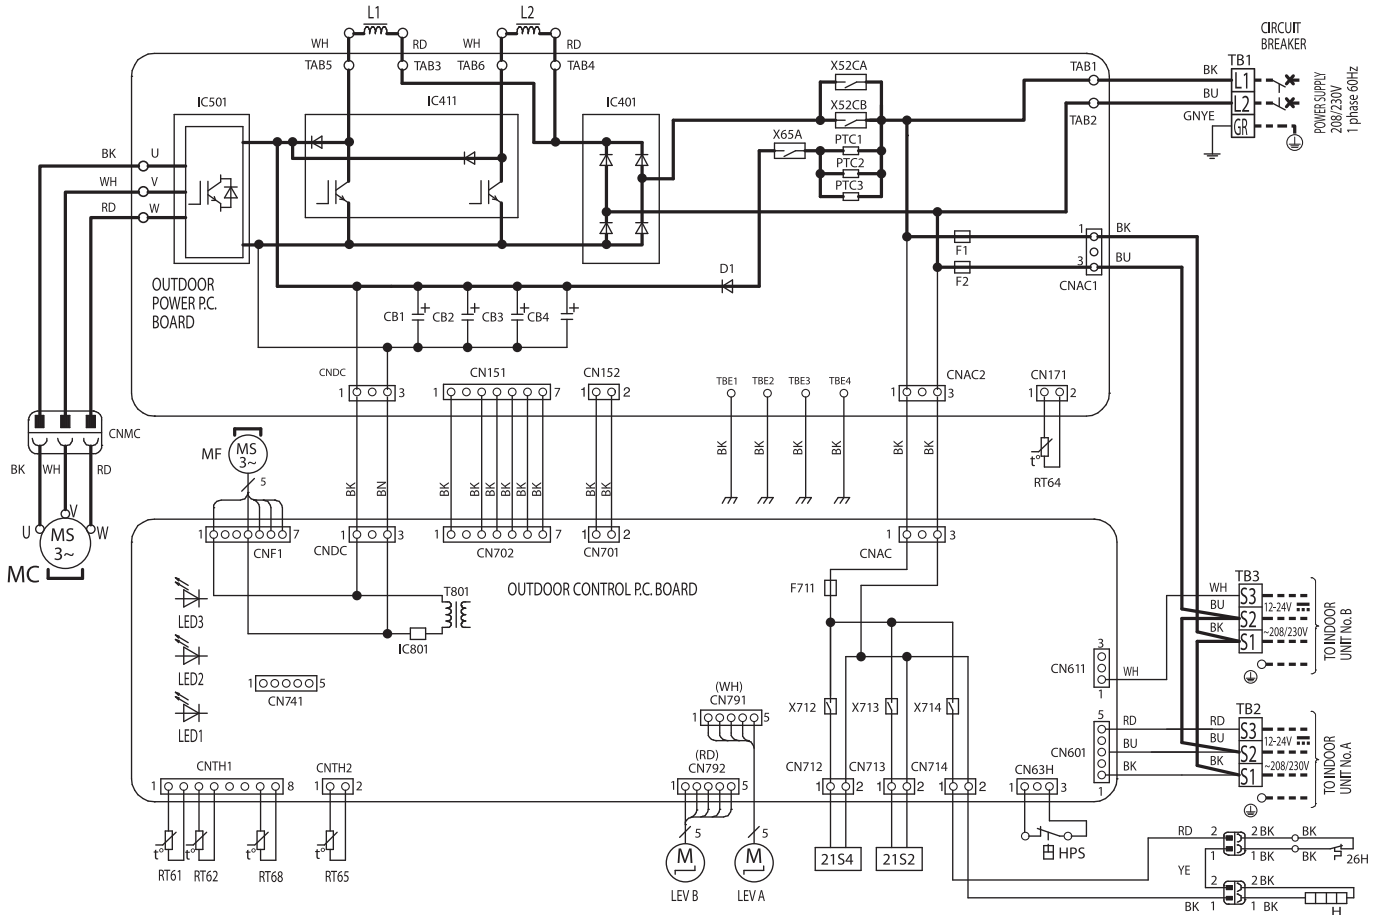 L1 L2
WH RD WH RD
TAB5 TAB3 TAB6 TAB4
CIRCUIT
BREAKER
TB1
X52CA
TAB1
BK L1
BU L2
TAB2
GNYE GR
POWER SUPPLY
208/230V
1 phase 60Hz
IC501 IC411 IC401
X52CB
X65A PTC1
PTC2
PTC3
BK U
WH V
RD W
F1
F2
1 BK
3 BU
CNAC1
D1
OUTDOOR
POWER P.C.
BOARD
CB1 + CB2 + CB3 + CB4 +
CNDC
1 3
CN151
1 7
CN152
1 2
TBE1 TBE2 TBE3 TBE4
CNAC2
1 3
CN171
1 2
t°
RT64
CNMC
BK WH RD
U V W
MS
3~
MC
MF MS
3~
5
BK BN
BK BK BK BK BK BK BK
BK BK
BK BK BK BK
BK BK
1 7
CNF1
1 3
CNDC
1 7
CN702
1 2
CN701
1 3
CNAC
OUTDOOR CONTROL P.C. BOARD
T801
IC801
F711
LED3
LED2
LED1
1 5
CN741
X712 X713 X714
(WH)
CN791
1 5
(RD)
CN792
1 5
CN611
3
1
WH
CN601
5
1
RD
BU
BK
TB3
WH S3
BU S2
BK S1
12-24V
~208/230V
TO INDOOR
UNIT No.B
TB2
RD S3
BU S2
BK S1
12-24V
~208/230V
TO INDOOR
UNIT No.A
CNTH1
1 8
CNTH2
1 2
CN712
1 2
CN713
1 2
CN714
1 2
CN63H
1 3
HPS
t° t° t° t°
RT61 RT62 RT68 RT65
5 5
M M
LEV B LEV A
21S4 21S2
RD 2 2 BK BK
1 1 BK BK 26H
YE
2 2 BK
BK 1 1 BK H